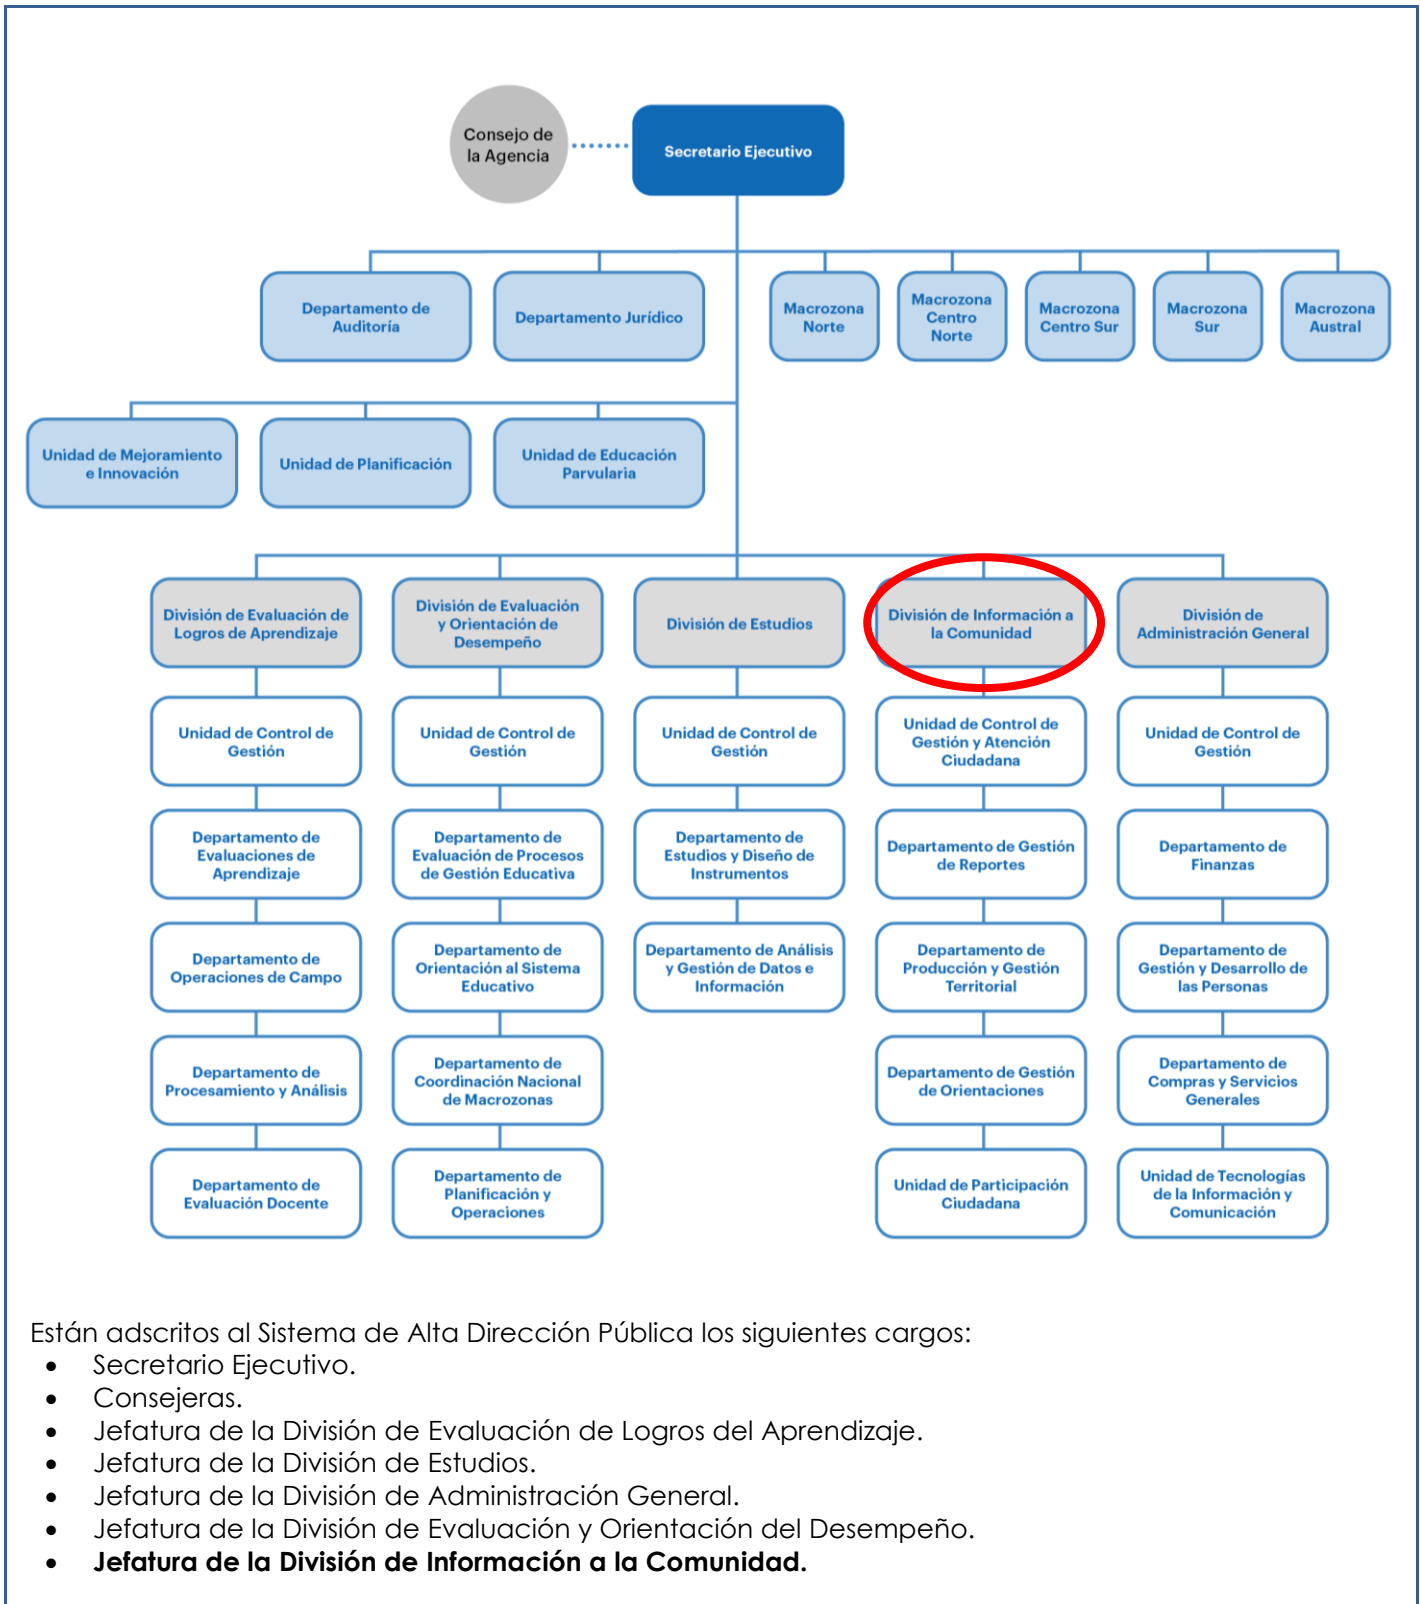 Consejo de
la Agencia
Secretario Ejecutivo
Departamento de
Auditoría
Departamento Jurídico
Macrozona
Norte
Macrozona
Centro
Norte
Macrozona
Centro Sur
Macrozona
Sur
Macrozona
Austral
Unidad de Mejoramiento
e Innovación
Unidad de Planificación
Unidad de Educación
Parvularia
División de Evaluación de
Logros de Aprendizaje
División de Evaluación
y Orientación de
Desempeño
División de Estudios
División de Información a
la Comunidad
División de
Administración General
Unidad de Control de
Gestión
Unidad de Control de
Gestión
Unidad de Control de
Gestión
Unidad de Control de
Gestión y Atención
Ciudadana
Unidad de Control de
Gestión
Departamento de
Evaluaciones de
Aprendizaje
Departamento de
Evaluación de Procesos
de Gestión Educativa
Departamento de
Estudios y Diseño de
Instrumentos
Departamento de Gestión
de Reportes
Departamento de
Finanzas
Departamento de
Operaciones de Campo
Departamento de
Orientación al Sistema
Educativo
Departamento de Análisis
y Gestión de Datos e
Información
Departamento de
Producción y Gestión
Territorial
Departamento de
Gestión y Desarrollo de
las Personas
Departamento de
Procesamiento y Análisis
Departamento de
Coordinación Nacional
de Macrozonas
Departamento de Gestión
de Orientaciones
Departamento de
Compras y Servicios
Generales
Departamento de
Evaluación Docente
Departamento de
Planificación y
Operaciones
Unidad de Participación
Ciudadana
Unidad de Tecnologías
de la Información y
Comunicación
Están adscritos al Sistema de Alta Dirección Pública los siguientes cargos:
• Secretario Ejecutivo.
• Consejeras.
• Jefatura de la División de Evaluación de Logros del Aprendizaje.
• Jefatura de la División de Estudios.
• Jefatura de la División de Administración General.
• Jefatura de la División de Evaluación y Orientación del Desempeño.
• Jefatura de la División de Información a la Comunidad.